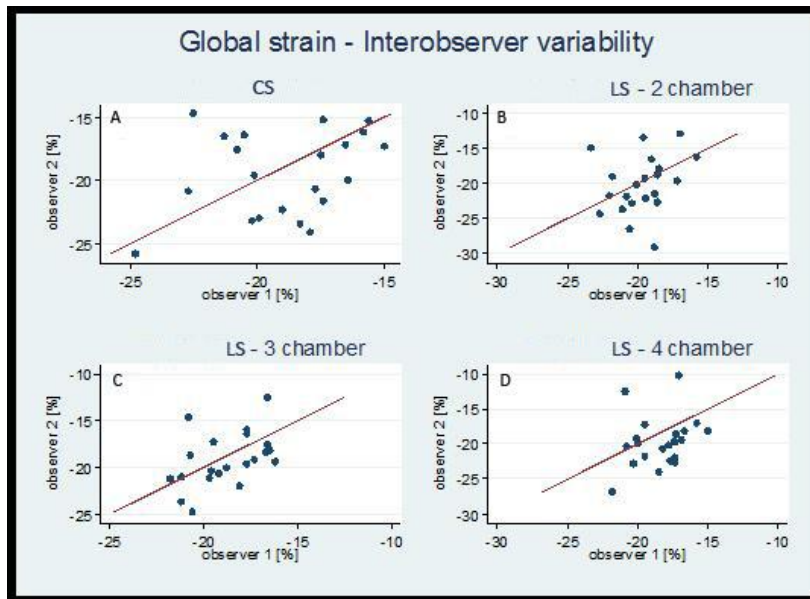 Global strain - Interobserver variability
CS
A
observer 2 [%]
-15
-20
-25
-25 -20 -15
observer 1 [%]
LS - 2 chamber
B
observer 2 [%]
-10
-15
-20
-25
-30
-30 -25 -20 -15 -10
observer 1 [%]
LS - 3 chamber
C
observer 2 [%]
-10
-15
-20
-25
-25 -20 -15 -10
observer 1 [%]
LS - 4 chamber
D
observer 2 [%]
-10
-15
-20
-25
-30
-30 -25 -20 -15 -10
observer 1 [%]